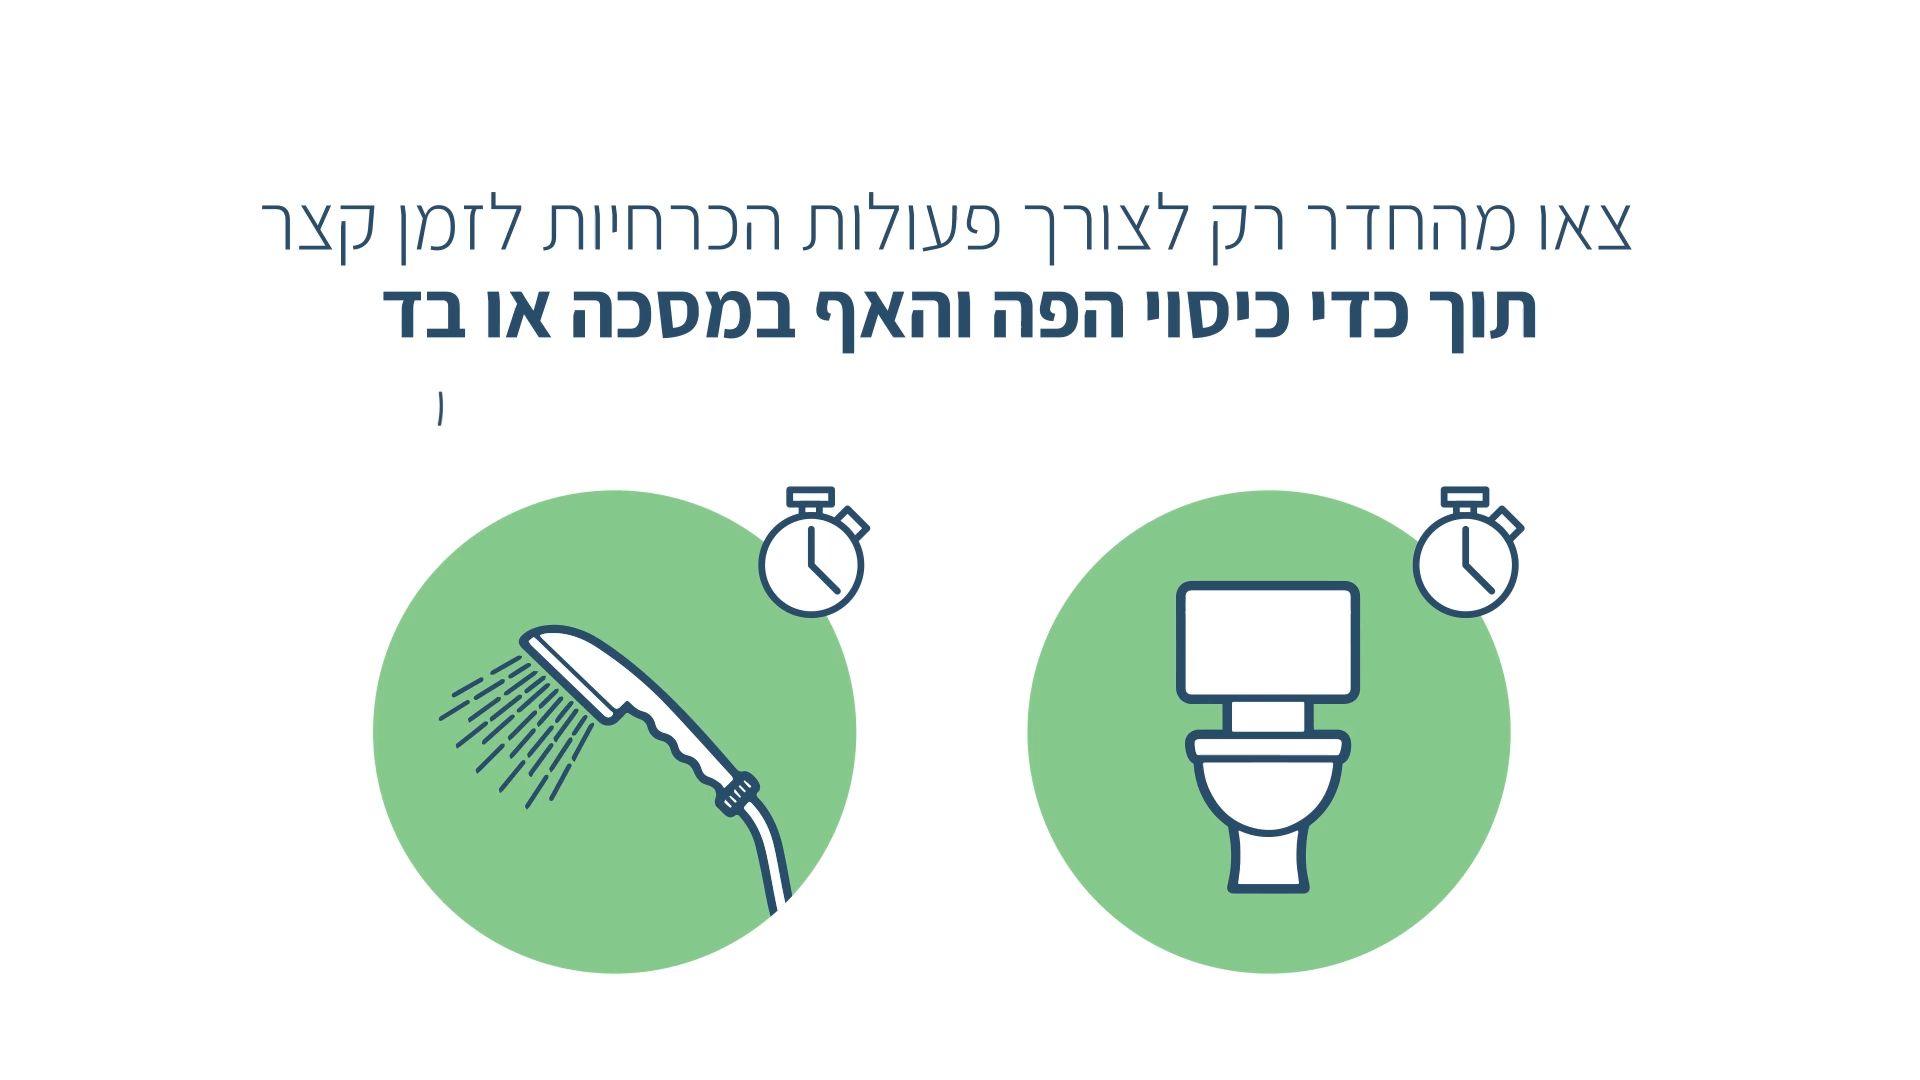 צאו מהחדר רק לצורך פעולות הכרחיות לזמן קצר
תוך כדי כיסוי הפה והאף במסכה או בד
ו